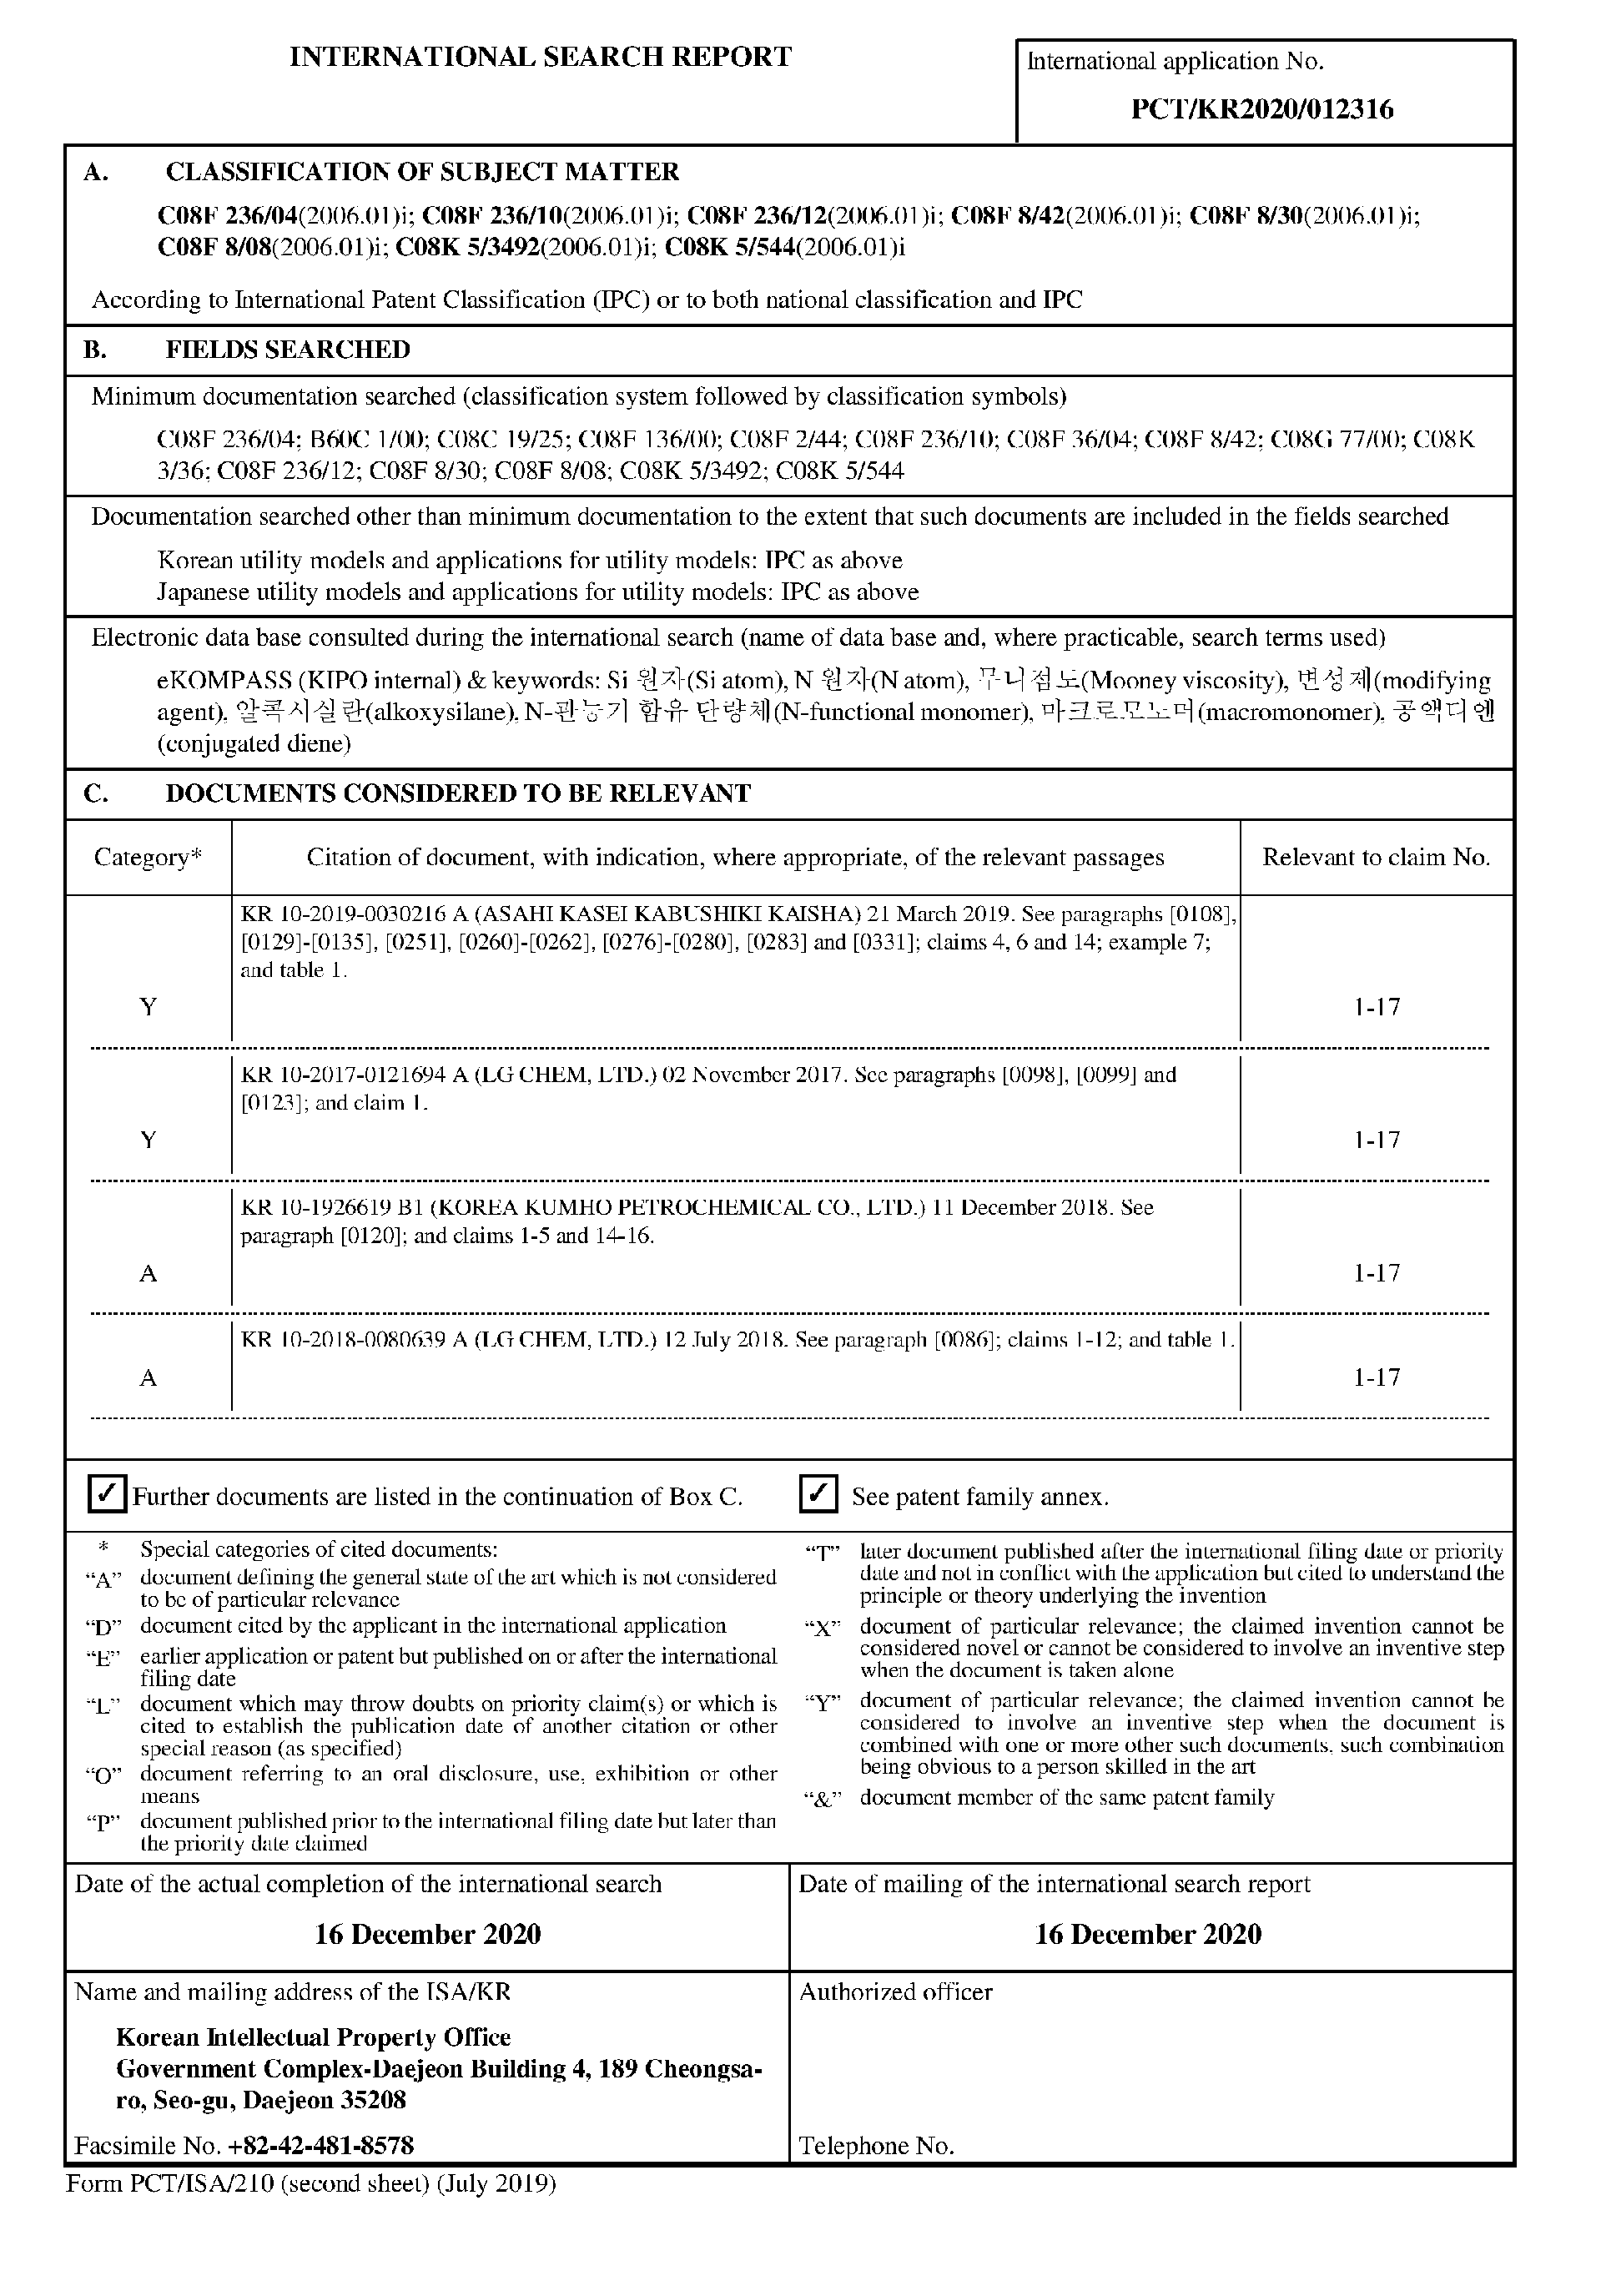 INTERNATIONAL SEARCH REPORT
International application No.
PCT/KR2020/012316
A. CLASSIFICATION OF SUBJECT MATTER
C08F 236/04(2006.01)i; C08F 236/10(2006.01)i; C08F 236/12(2006.01)i; C08F 8/42(2006.01)i; C08F 8/30(2006.01)i;
C08F 8/08(2006.01)i; C08K 5/3492(2006.01)i; C08K 5/544(2006.01)i
According to International Patent Classification (IPC) or to both national classification and IPC
B. FIELDS SEARCHED
Minimum documentation searched (classification system followed by classification symbols)
C08F 236/04; B60C 1/00; C08C 19/25; C08F 136/00; C08F 2/44; C08F 236/10; C08F 36/04; C08F 8/42; C08G 77/00; C08K
3/36; C08F 236/12; C08F 8/30; C08F 8/08; C08K 5/3492; C08K 5/544
Documentation searched other than minimum documentation to the extent that such documents are included in the fields searched
Korean utility models and applications for utility models: IPC as above
Japanese utility models and applications for utility models: IPC as above
Electronic data base consulted during the international search (name of data base and, where practicable, search terms used)
eKOMPASS (KIPO internal) & keywords: Si 원자(Si atom), N 원자(N atom), 무니점도(Mooney viscosity), 변성제(modifying
agent), 알콕시실란(alkoxysilane), N-관능기 함유 단량체(N-functional monomer), 마크로모노머(macromonomer), 공액디엔
(conjugated diene)
C. DOCUMENTS CONSIDERED TO BE RELEVANT
Category* Citation of document, with indication, where appropriate, of the relevant passages Relevant to claim No.
KR 10-2019-0030216 A (ASAHI KASEI KABUSHIKI KAISHA) 21 March 2019. See paragraphs [0108],
[0129]-[0135], [0251], [0260]-[0262], [0276]-[0280], [0283] and [0331]; claims 4, 6 and 14; example 7;
and table 1.
Y 1-17
KR 10-2017-0121694 A (LG CHEM, LTD.) 02 November 2017. See paragraphs [0098], [0099] and
[0123]; and claim 1.
Y 1-17
KR 10-1926619 B1 (KOREA KUMHO PETROCHEMICAL CO., LTD.) 11 December 2018. See
paragraph [0120]; and claims 1-5 and 14-16.
A 1-17
KR 10-2018-0080639 A (LG CHEM, LTD.) 12 July 2018. See paragraph [0086]; claims 1-12; and table 1.
A 1-17
✓ Further documents are listed in the continuation of Box C. ✓ See patent family annex.
* Special categories of cited documents:
“A” document defining the general state of the art which is not considered
to be of particular relevance
“D” document cited by the applicant in the international application
“E” earlier application or patent but published on or after the international
filing date
“L” document which may throw doubts on priority claim(s) or which is
cited to establish the publication date of another citation or other
special reason (as specified)
“O” document referring to an oral disclosure, use, exhibition or other
means
“P” document published prior to the international filing date but later than
the priority date claimed
“T” later document published after the international filing date or priority
date and not in conflict with the application but cited to understand the
principle or theory underlying the invention
“X” document of particular relevance; the claimed invention cannot be
considered novel or cannot be considered to involve an inventive step
when the document is taken alone
“Y” document of particular relevance; the claimed invention cannot be
considered to involve an inventive step when the document is
combined with one or more other such documents, such combination
being obvious to a person skilled in the art
“&” document member of the same patent family
Date of the actual completion of the international search
16 December 2020
Date of mailing of the international search report
16 December 2020
Name and mailing address of the ISA/KR
Korean Intellectual Property Office
Government Complex-Daejeon Building 4, 189 Cheongsa-
ro, Seo-gu, Daejeon 35208
Facsimile No. +82-42-481-8578
Authorized officer
Telephone No.
Form PCT/ISA/210 (second sheet) (July 2019)